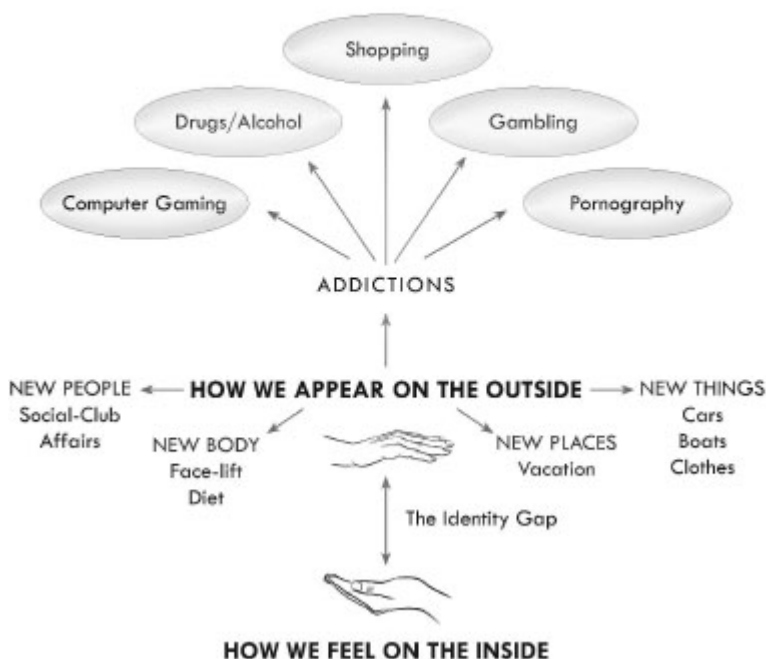 Shopping
Drugs/Alcohol
Gambling
Computer Gaming
Pornography
ADDICTIONS
NEW PEOPLE
Social-Club
Affairs
HOW WE APPEAR ON THE OUTSIDE
NEW THINGS
Cars
Boats
Clothes
NEW BODY
Face-lift
Diet
NEW PLACES
Vacation
The Identity Gap
HOW WE FEEL ON THE INSIDE